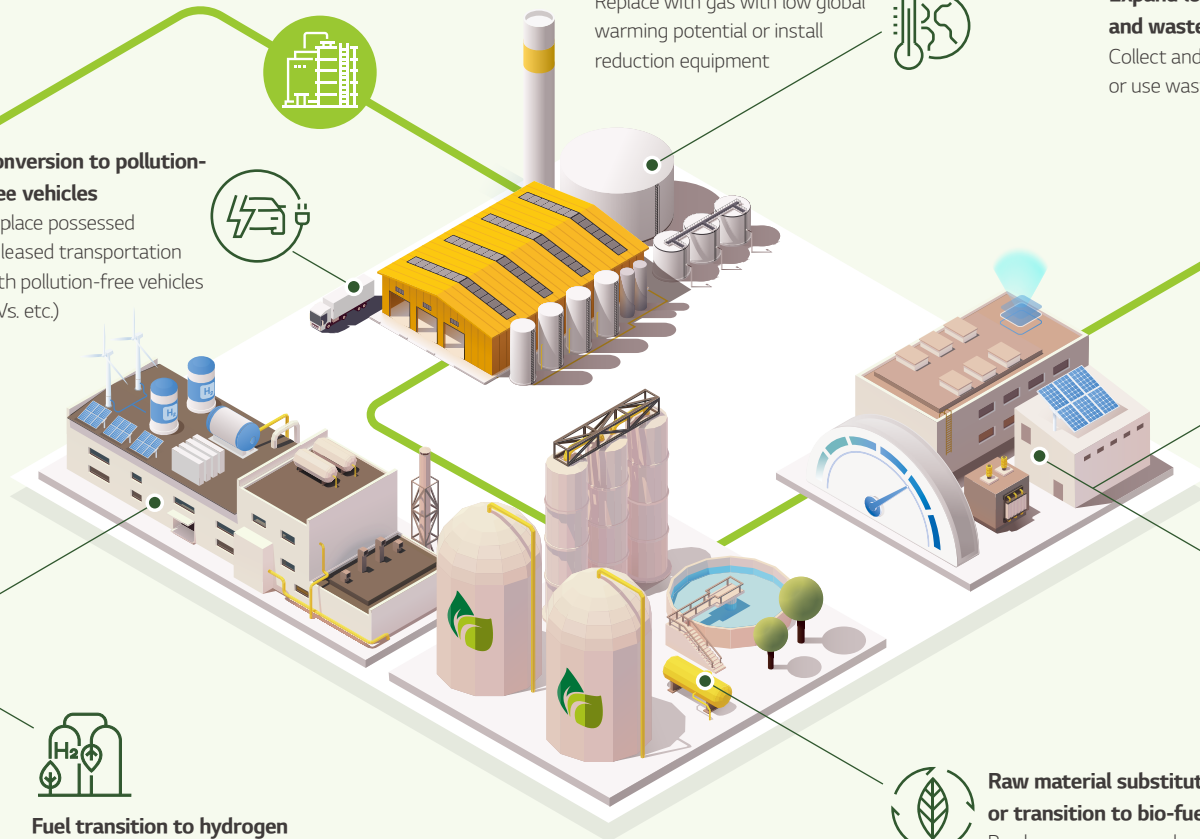 Replace with gas with low global
warming potential or install
reduction equipment
and waste
Collect and
or use was
onversion to pollution-
ee vehicles
place possessed
leased transportation
th pollution-free vehicles
Vs. etc.)
H₂
H₂
H₂
Fuel transition to hydrogen
Raw material substitut
or transition to bio-fue